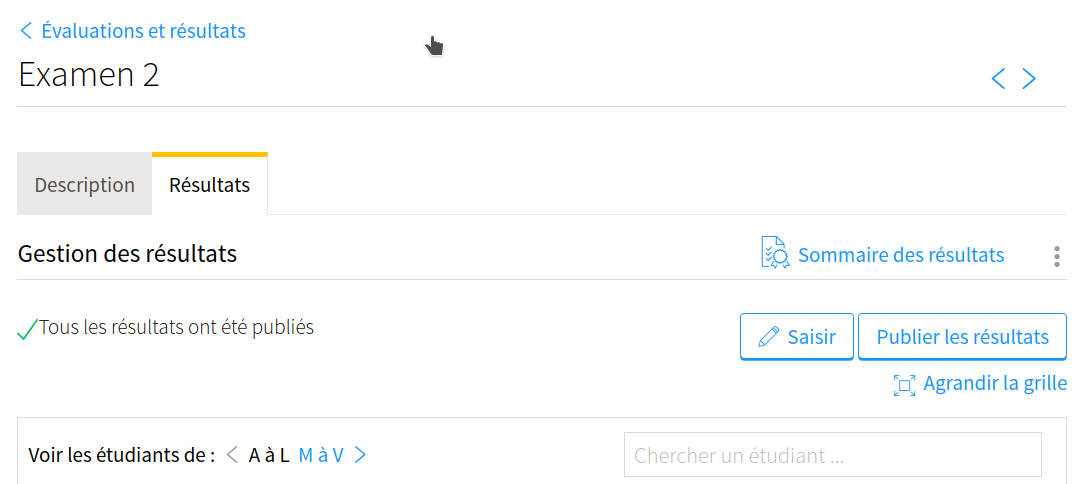 Évaluations et résultats
Examen 2
Description Résultats
Gestion des résultats Sommaire des résultats
Tous les résultats ont été publiés Saisir Publier les résultats
Agrandir la grille
Voir les étudiants de : A à L M à V Chercher un étudiant ...